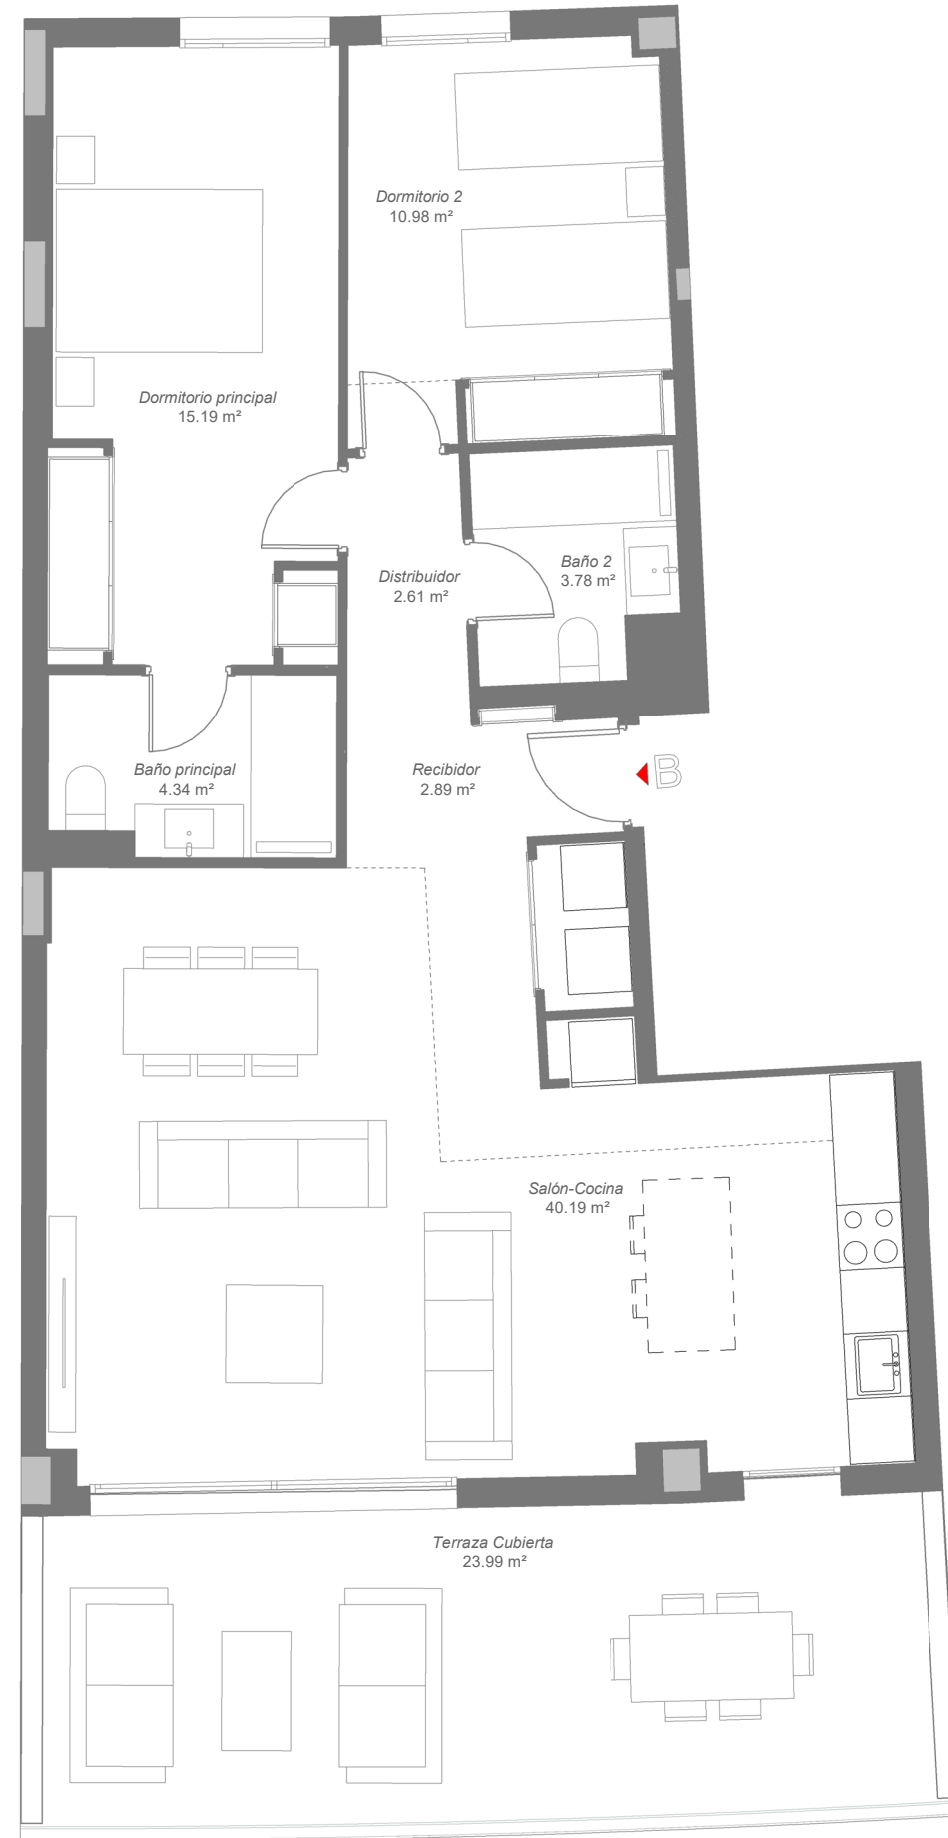 Dormitorio 2
10.98 m²
Dormitorio principal
15.19 m²
Baño 2
3.78 m²
Distribuidor
2.61 m²
Baño principal
4.34 m²
Recibidor
2.89 m²
B
Salón-Cocina
40.19 m²
Terraza Cubierta
23.99 m²